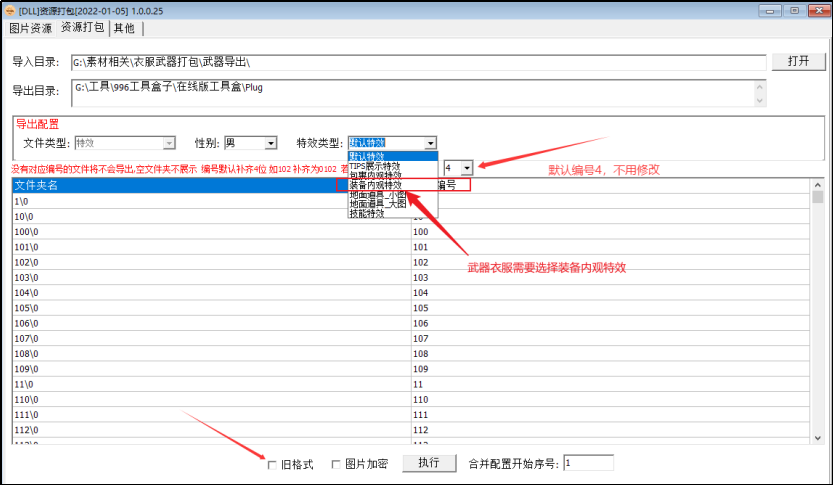 [DLL]资源打包[2022-01-05] 1.0.0.25
图片资源 资源打包 其他
导入目录: G:\素材相关\衣服武器打包\武器导出\ 打开
导出目录: G:\工具\996工具盒子\在线版工具盒\Plug
导出配置
文件类型: 特效 性别: 男 特效类型: 默认特效
默认特效
TIPS展示特效
包裹内观特效
装备内观特效
地面道具_小图
地面道具_大图
技能特效
没有对应编号的文件将不会导出,空文件夹不展示 编号默认补齐4位 如102 补齐为0102 若 4
默认编号4，不用修改
文件夹名 编号
1\0
10\0
100\0 100
101\0 101
102\0 102
103\0 103
104\0 104
105\0 105
106\0 106
107\0 107
108\0 108
109\0 109
11\0 11
110\0 110
111\0 111
112\0 112
武器衣服需要选择装备内观特效
旧格式 图片加密 执行 合并配置开始序号: 1